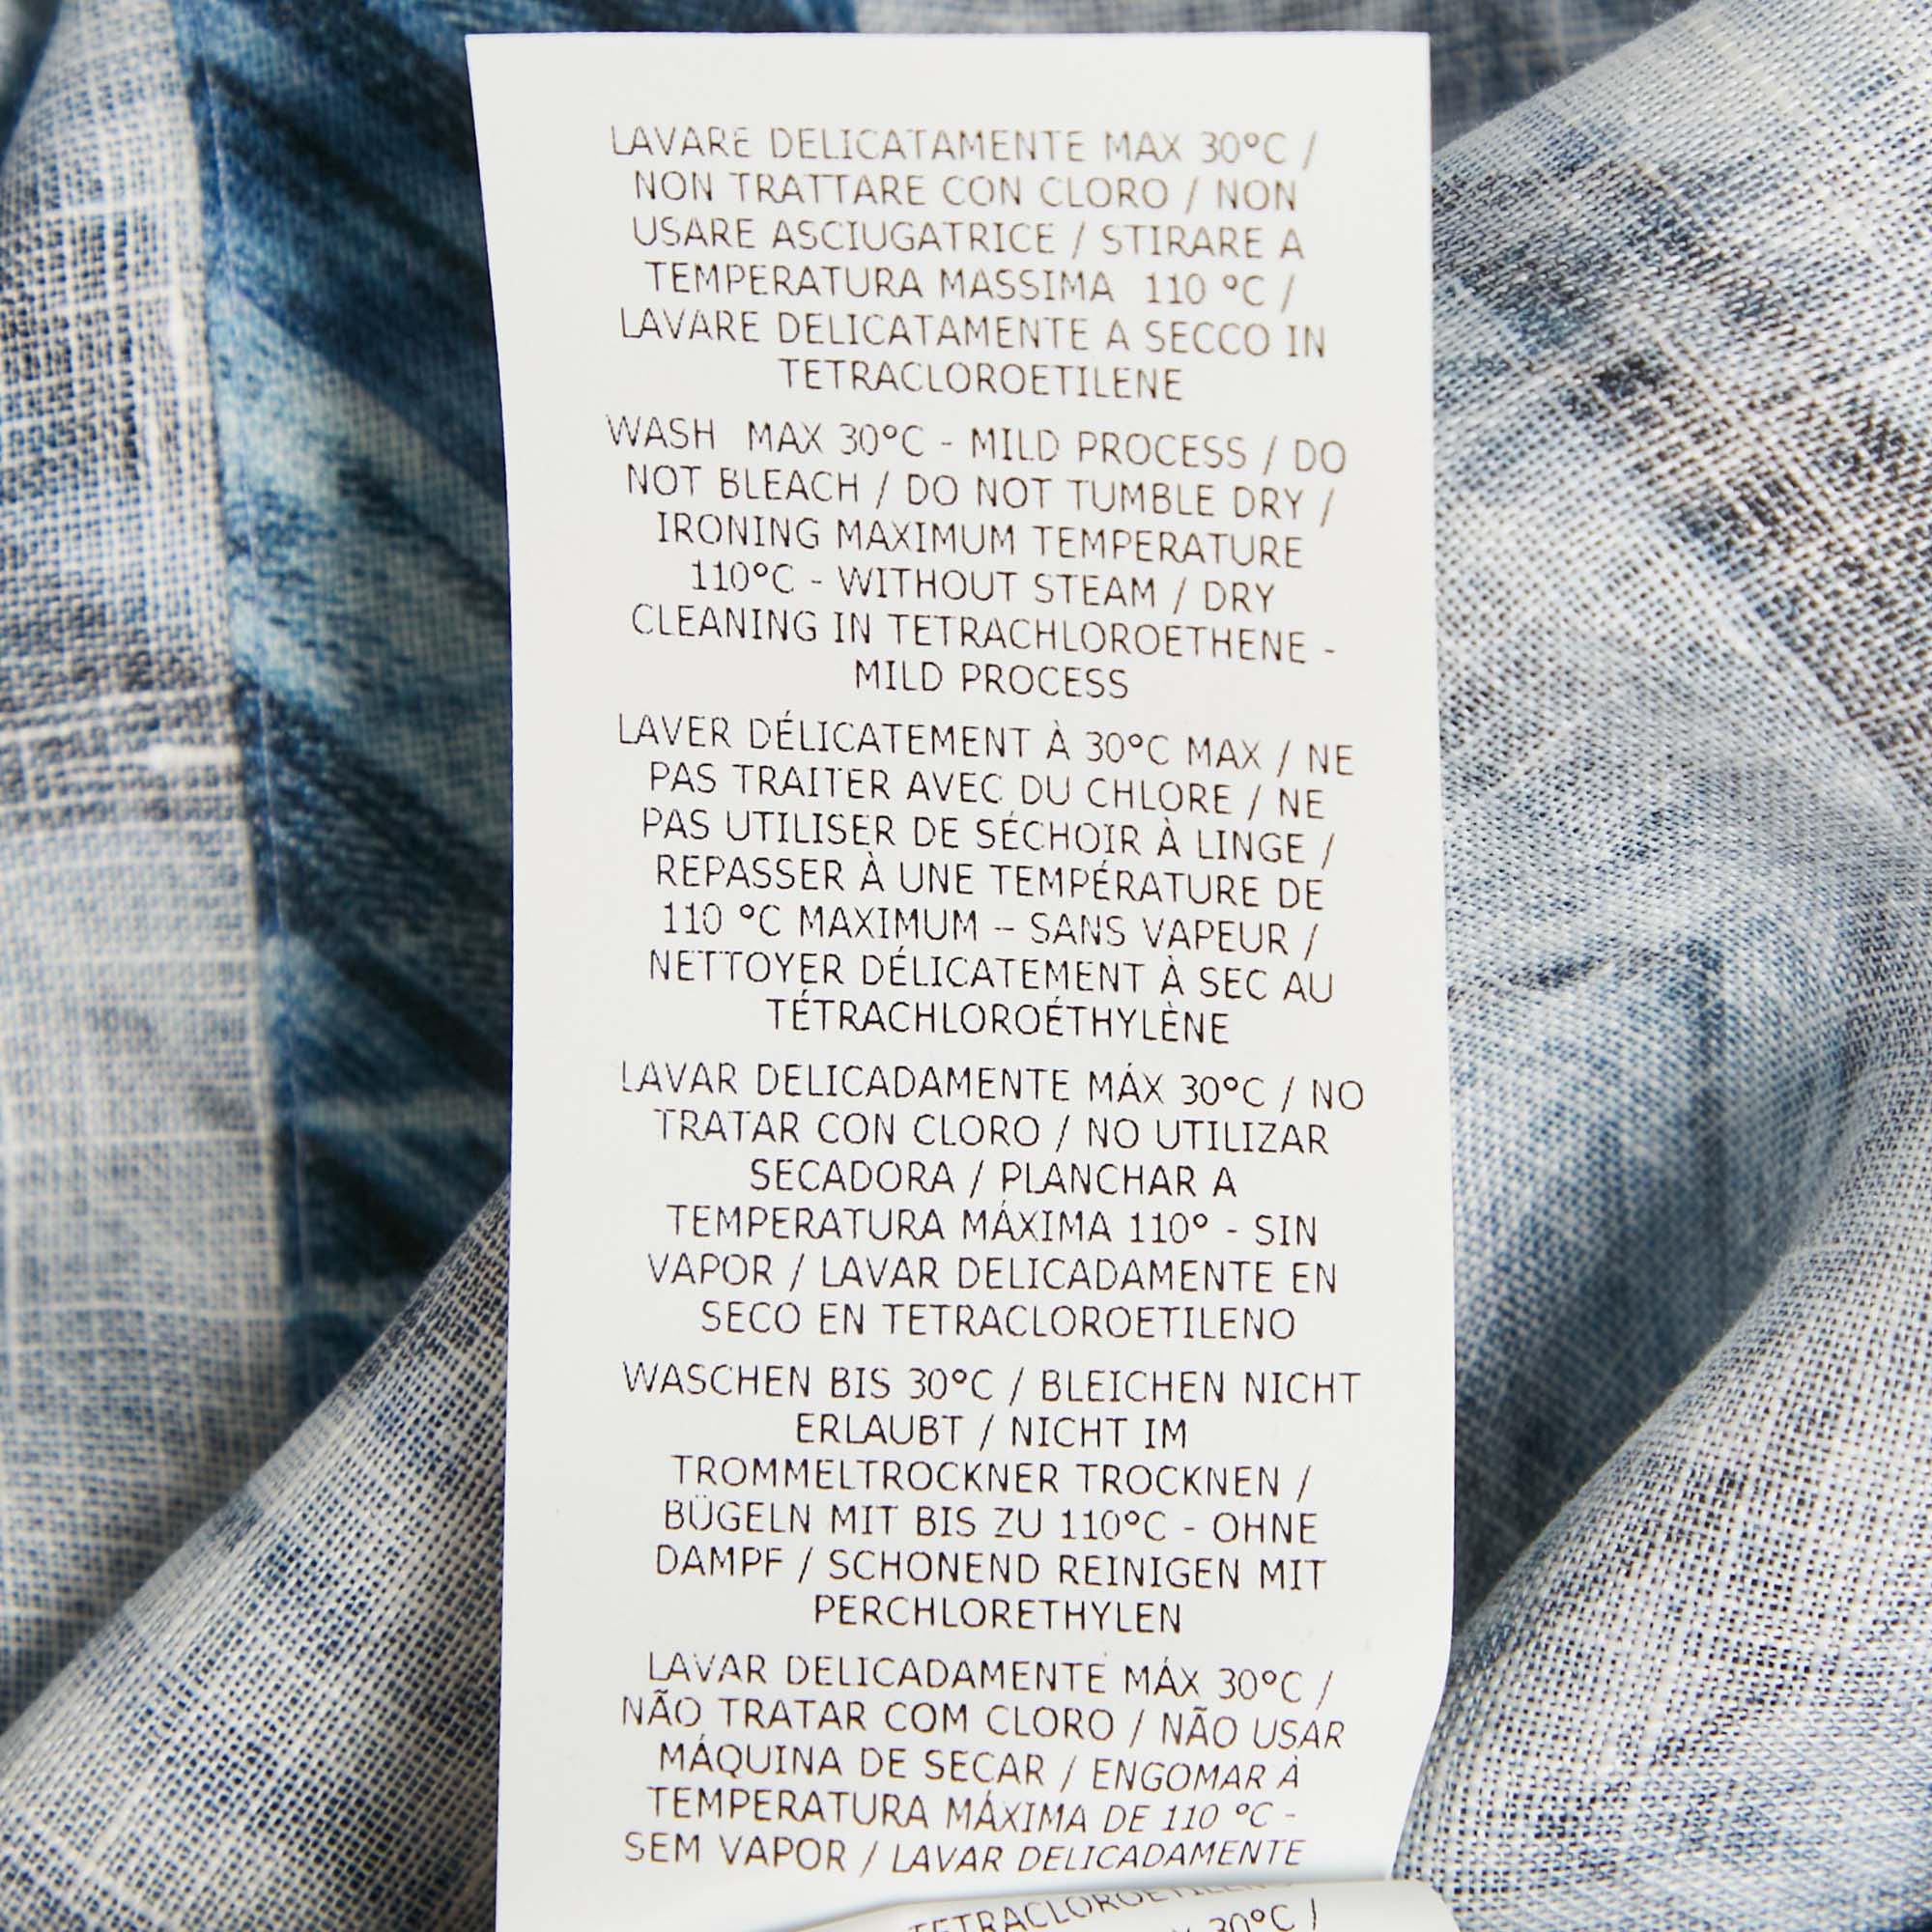 LAVARE DELICATAMENTE MAX 30°C /
NON TRATTARE CON CLORO / NON
USARE ASCIUGATRICE / STIRARE A
TEMPERATURA MASSIMA 110 °C /
LAVARE DELICATAMENTE A SECCO IN
TETRACLOROETILENE
WASH MAX 30°C - MILD PROCESS / DO
NOT BLEACH / DO NOT TUMBLE DRY /
IRONING MAXIMUM TEMPERATURE
110°C - WITHOUT STEAM / DRY
CLEANING IN TETRACHLOROETHENE -
MILD PROCESS
LAVER DÉLICATEMENT À 30°C MAX / NE
PAS TRAITER AVEC DU CHLORE / NE
PAS UTILISER DE SÉCHOIR À LINGE /
REPASSER À UNE TEMPÉRATURE DE
110 °C MAXIMUM – SANS VAPEUR /
NETTOYER DÉLICATEMENT À SEC AU
TÉTRACHLOROÉTHYLÈNE
LAVAR DELICADAMENTE MÁX 30°C / NO
TRATAR CON CLORO / NO UTILIZAR
SECADORA / PLANCHAR A
TEMPERATURA MÁXIMA 110° - SIN
VAPOR / LAVAR DELICADAMENTE EN
SECO EN TETRACLOROETILENO
WASCHEN BIS 30°C / BLEICHEN NICHT
ERLAUBT / NICHT IM
TROMMELTROCKNER TROCKNEN /
BÜGELN MIT BIS ZU 110°C - OHNE
DAMPF / SCHONEND REINIGEN MIT
PERCHLORETHYLEN
LAVAR DELICADAMENTE MÁX 30°C /
NÃO TRATAR COM CLORO / NÃO USAR
MÁQUINA DE SECAR / ENGOMAR À
TEMPERATURA MÁXIMA DE 110 °C -
SEM VAPOR / LAVAR DELICADAMENTE
30°C /